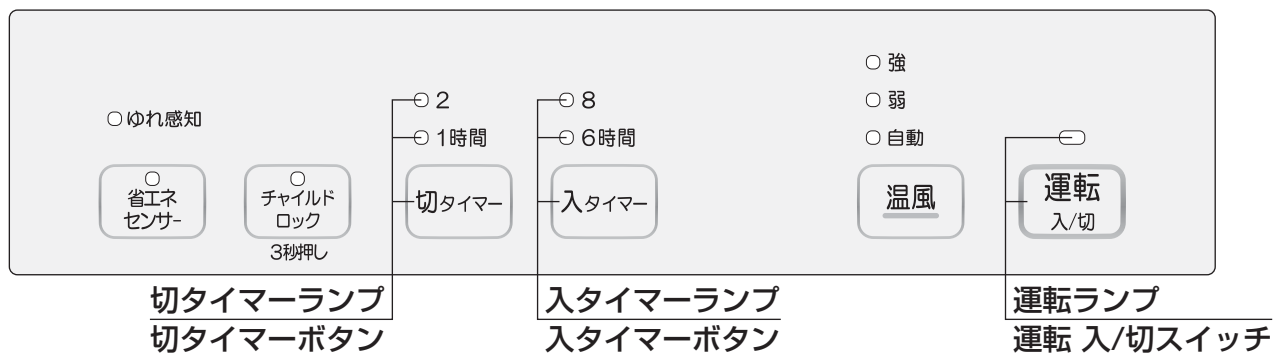 強
2
8
弱
ゆれ感知
1時間
6時間
自動
省エネ
センサー
チャイルド
ロック
切タイマー
入タイマー
温風
運転
入/切
3秒押し
切タイマーランプ
切タイマーボタン
入タイマーランプ
入タイマーボタン
運転ランプ
運転 入/切スイッチ